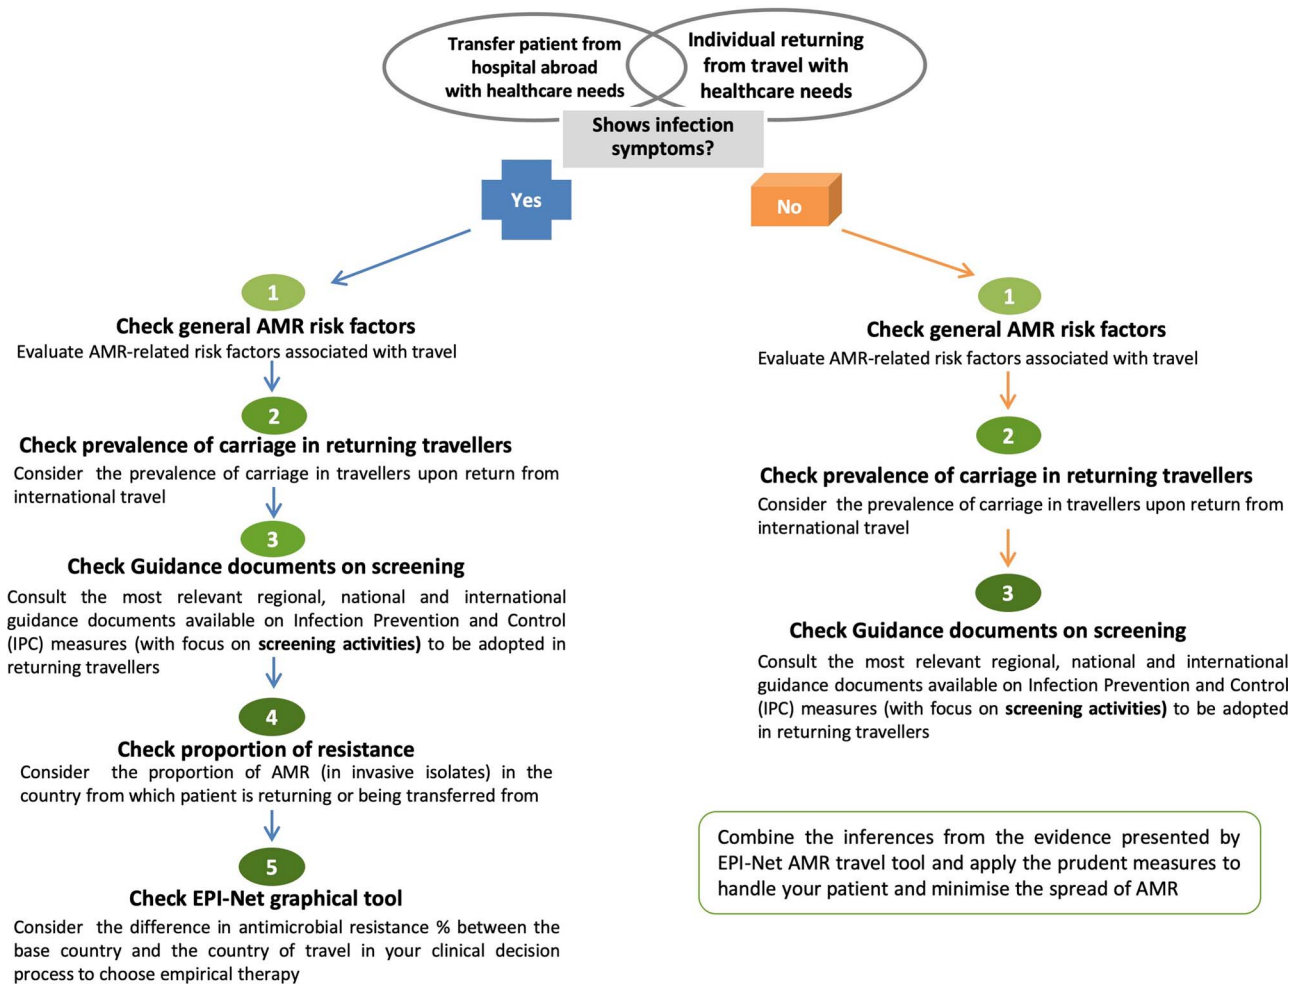 Transfer patient from
hospital abroad
with healthcare needs
Individual returning
from travel with
healthcare needs
Shows infection
symptoms?
Yes
No
1
Check general AMR risk factors
Evaluate AMR-related risk factors associated with travel
2
Check prevalence of carriage in returning travellers
Consider the prevalence of carriage in travellers upon return from
international travel
3
Check Guidance documents on screening
Consult the most relevant regional, national and international
guidance documents available on Infection Prevention and Control
(IPC) measures (with focus on screening activities) to be adopted in
returning travellers
4
Check proportion of resistance
Consider the proportion of AMR (in invasive isolates) in the
country from which patient is returning or being transferred from
5
Check EPI-Net graphical tool
Consider the difference in antimicrobial resistance % between the
base country and the country of travel in your clinical decision
process to choose empirical therapy
1
Check general AMR risk factors
Evaluate AMR-related risk factors associated with travel
2
Check prevalence of carriage in returning travellers
Consider the prevalence of carriage in travellers upon return from
international travel
3
Check Guidance documents on screening
Consult the most relevant regional, national and international
guidance documents available on Infection Prevention and Control
(IPC) measures (with focus on screening activities) to be adopted
in returning travellers
Combine the inferences from the evidence presented by
EPI-Net AMR travel tool and apply the prudent measures to
handle your patient and minimise the spread of AMR